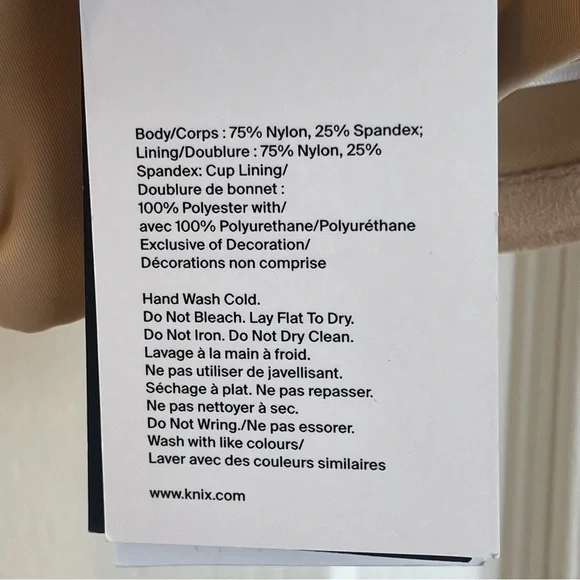 Body/Corps : 75% Nylon, 25% Spandex;
Lining/Doublure : 75% Nylon, 25%
Spandex: Cup Lining/
Doublure de bonnet :
100% Polyester with/
avec 100% Polyurethane/Polyuréthane
Exclusive of Decoration/
Décorations non comprise
Hand Wash Cold.
Do Not Bleach. Lay Flat To Dry.
Do Not Iron. Do Not Dry Clean.
Lavage à la main à froid.
Ne pas utiliser de javellisant.
Séchage à plat. Ne pas repasser.
Ne pas nettoyer à sec.
Do Not Wring./Ne pas essorer.
Wash with like colours/
Laver avec des couleurs similaires
www.knix.com